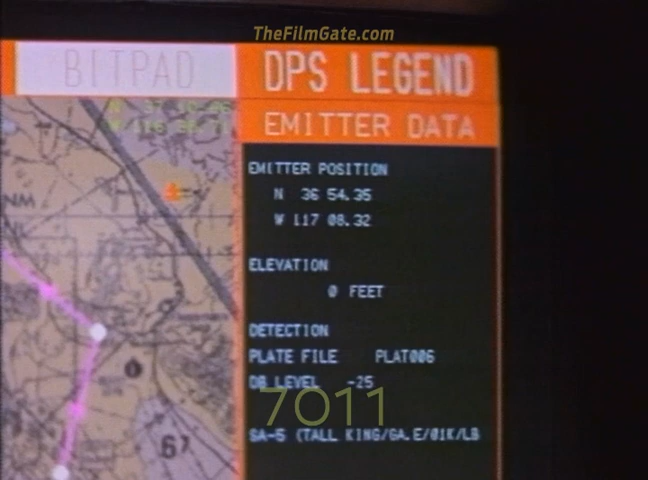 TheFilmGate.com
BITPAD
DPS LEGEND
EMITTER DATA
EMITTER POSITION
N 36 54.35
W 117 08.32
ELEVATION
0 FEET
DETECTION
PLATE FILE PLAT006
DB LEVEL -25
7011
SA-5 (TALL KING/GA.E/01K/LB
67